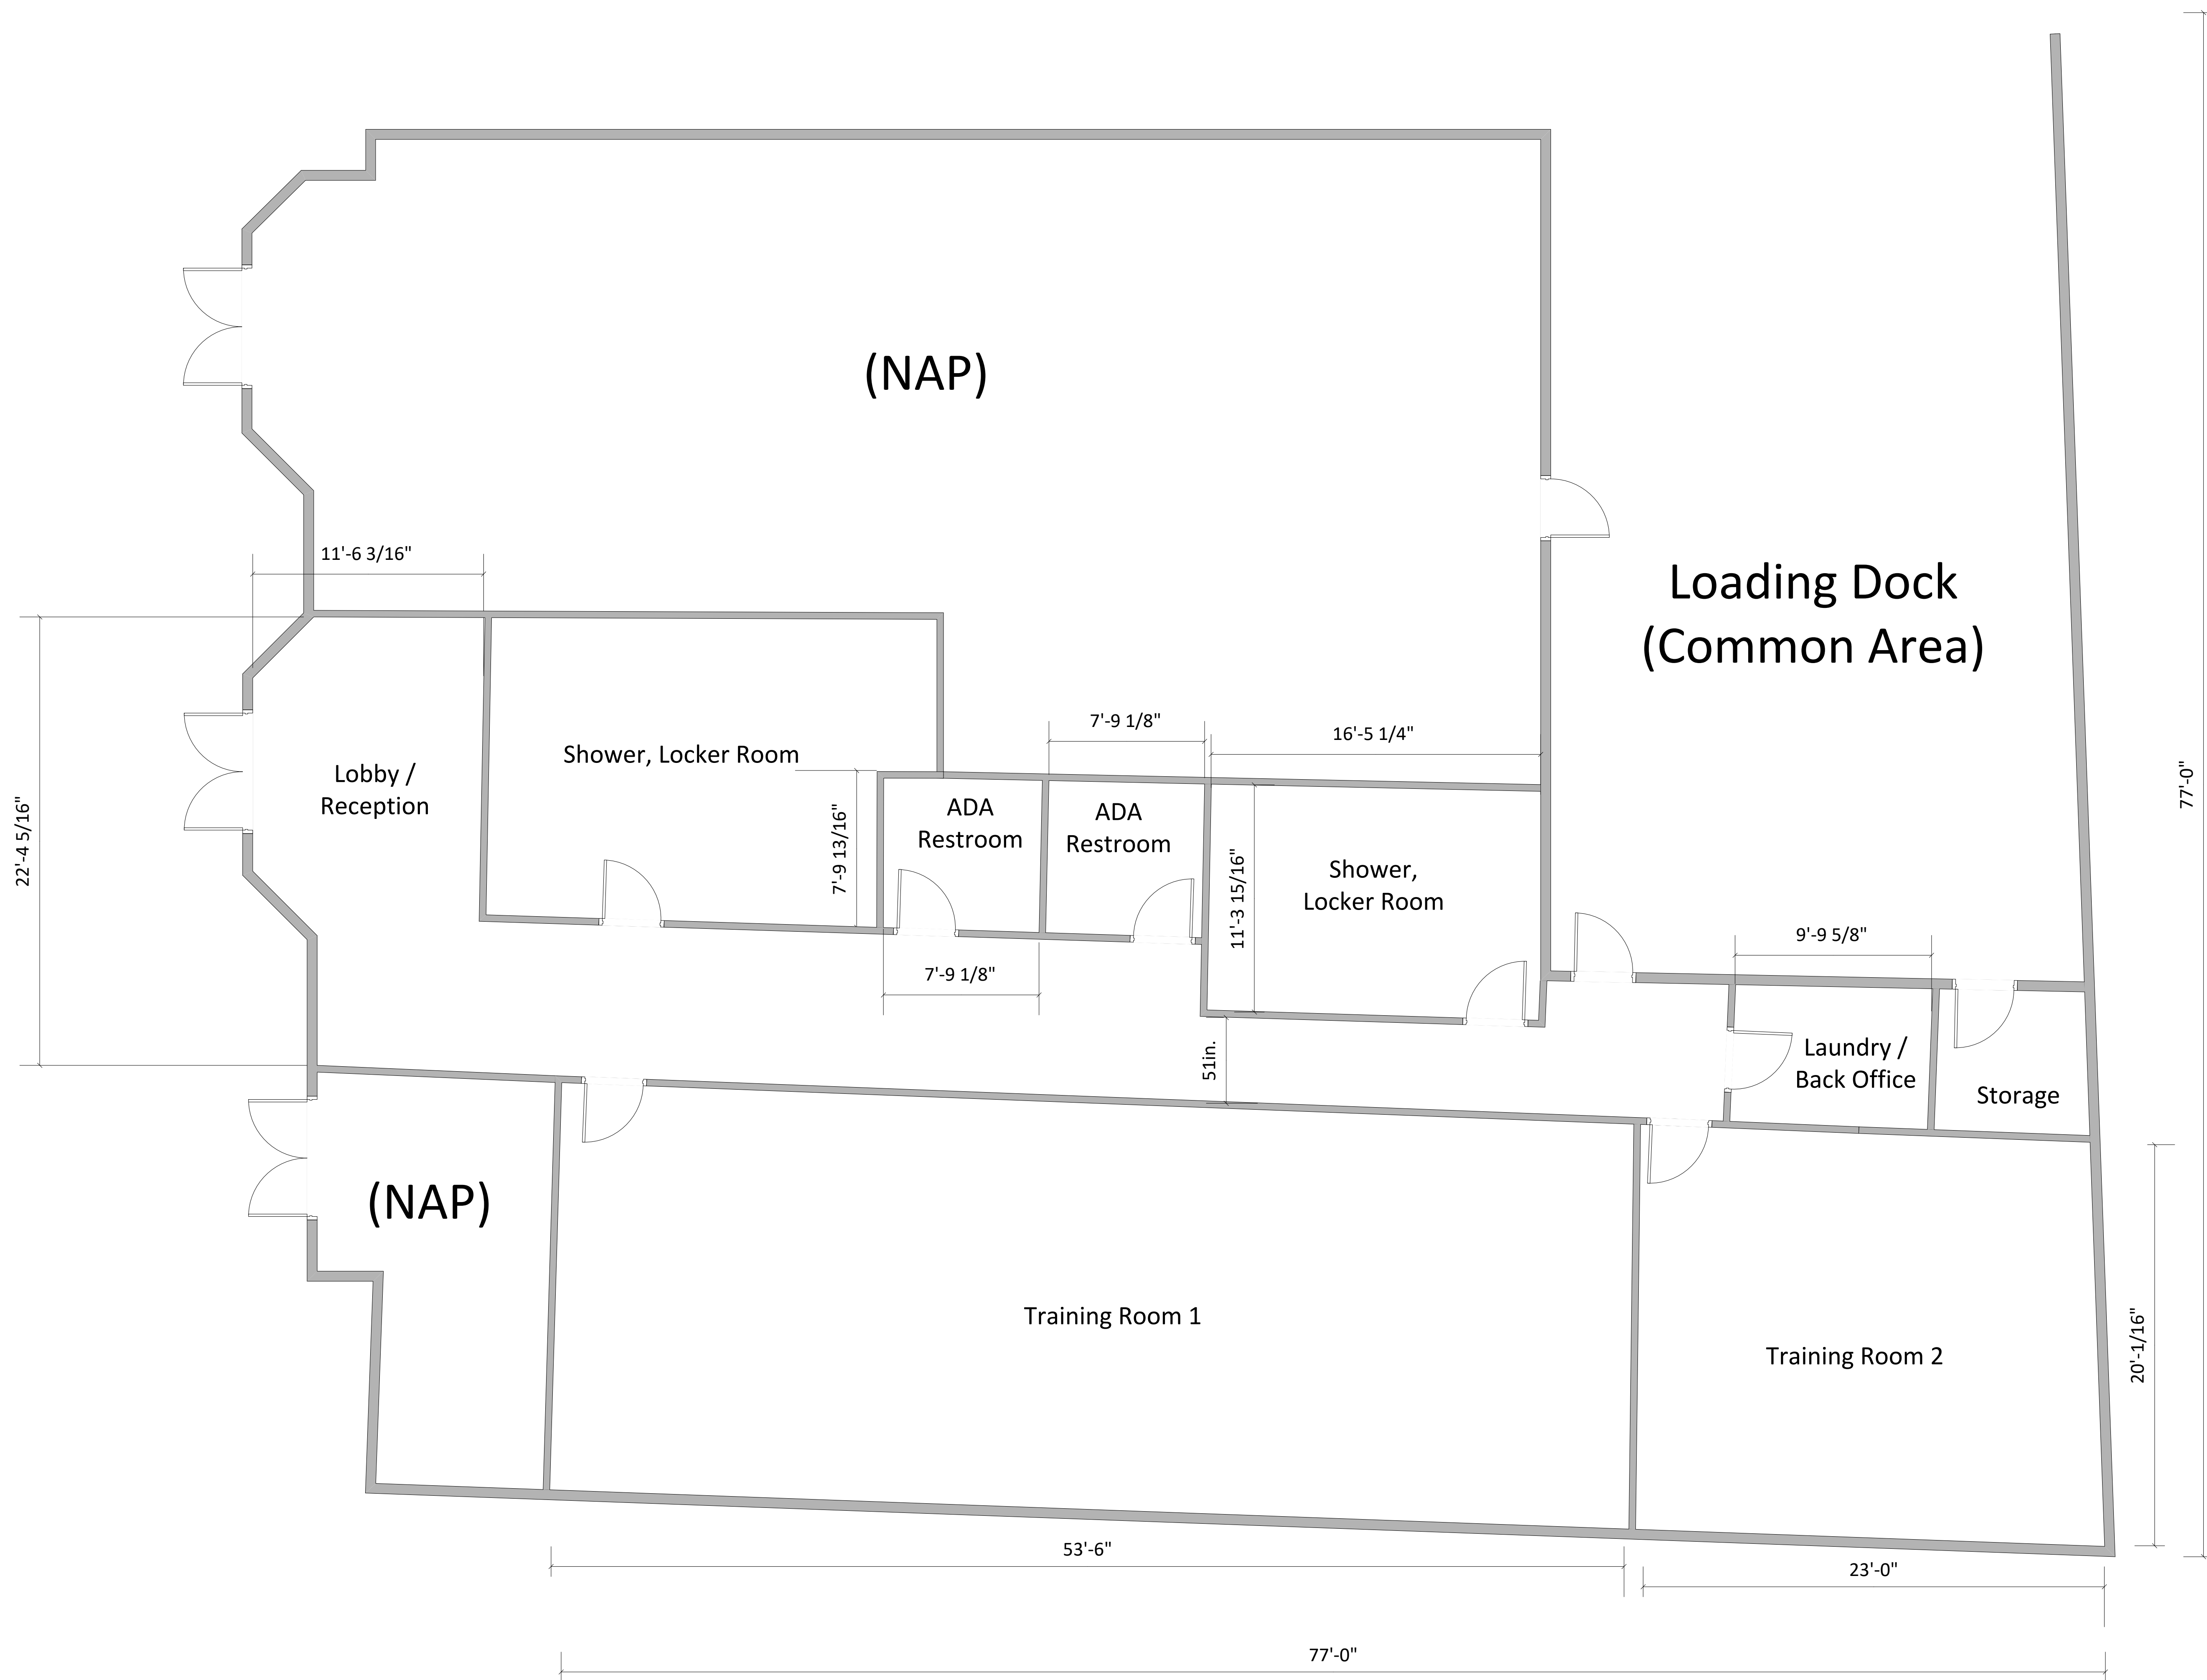 (NAP)
11'-6 3/16"
Loading Dock
(Common Area)
7'-9 1/8"
16'-5 1/4"
77'-0"
Shower, Locker Room
Lobby /
Reception
ADA
Restroom
ADA
Restroom
22'-4 5/16"
7'-9 13/16"
11'-3 15/16"
Shower,
Locker Room
7'-9 1/8"
9'-9 5/8"
51in.
Laundry /
Back Office
Storage
(NAP)
Training Room 1
Training Room 2
20'-1/16"
53'-6"
23'-0"
77'-0"